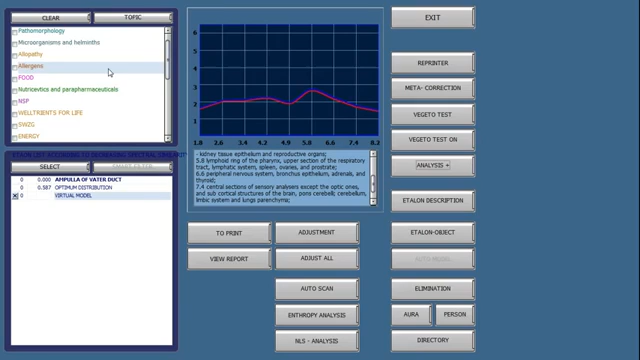 CLEAR TOPIC
Pathomorphology
Microorganisms and helminths
Allopathy
Allergens
FOOD
Nutricevtics and parapharmaceuticals
NSP
WELLTRIENTS FOR LIFE
SWZG
ENERGY
SELECT
0 0.000 AMPULLA OF VATER DUCT
0 0.587 OPTIMUM DISTRIBUTION
0 VIRTUAL MODEL
6
5
4
3
2
1
1.8 2.6 3.4 4.2 4.9 5.8 6.6 7.4 8.2
- kidney tissue epithelium and reproductive organs;
5.8 lymphoid ring of the pharynx, upper section of the respiratory
tract, lymphatic system, spleen, ovaries, and prostate;
6.6 peripheral nervous system, bronchus epithelium, adrenals, and
thyroid;
7.4 central sections of sensory analysers except the optic ones,
and sub cortical structures of the brain, pons cerebelli; cerebellum,
limbic system and lungs parenchyma;
TO PRINT
ADJUSTMENT
VIEW REPORT
ADJUST ALL
AUTO SCAN
ENTHROPY ANALYSIS
NLS - ANALYSIS
EXIT
REPRINTER
META- CORRECTION
VEGETO TEST
VEGETO TEST ON
ANALYSIS +
ETALON DESCRIPTION
ETALON-OBJECT
AUTO MODEL
ELIMINATION
AURA PERSON
DIRECTORY